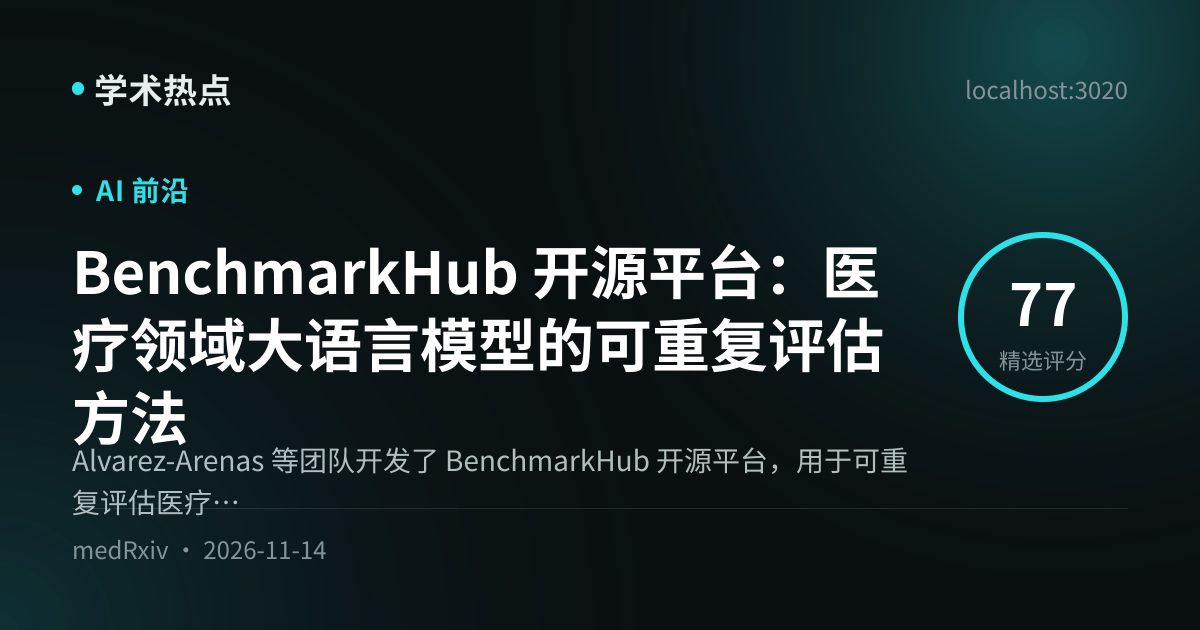 学术热点
localhost:3020
AI 前沿
BenchmarkHub 开源平台：医
疗领域大语言模型的可重复评估
方法
77
精选评分
Alvarez-Arenas 等团队开发了 BenchmarkHub 开源平台，用于可重
复评估医疗…
medRxiv · 2026-11-14